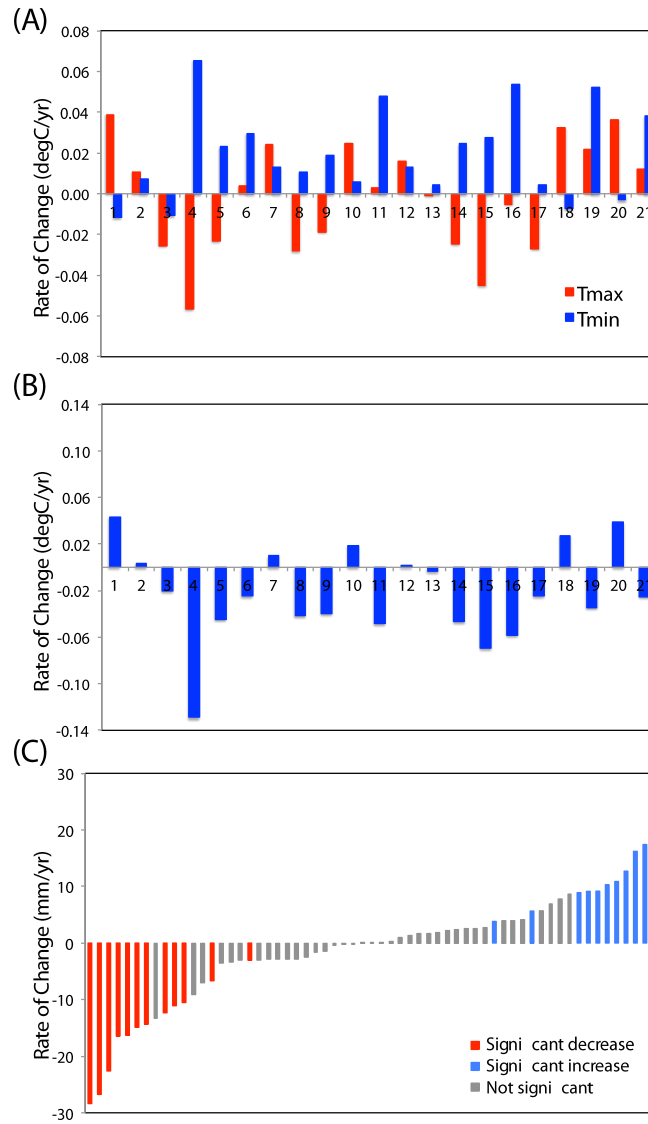 (A)
0.08
0.06
0.04
0.02
0.00
-0.02
-0.04
-0.06
-0.08
Rate of Change (degC/yr)
1 2 3 4 5 6 7 8 9 10 11 12 13 14 15 16 17 18 19 20 21
Tmax
Tmin
(B)
0.14
0.10
0.06
0.02
-0.02
-0.06
-0.10
-0.14
Rate of Change (degC/yr)
1 2 3 4 5 6 7 8 9 10 11 12 13 14 15 16 17 18 19 20 21
(C)
30
20
10
0
-10
-20
-30
Rate of Change (mm/yr)
Signi cant decrease
Signi cant increase
Not signi cant